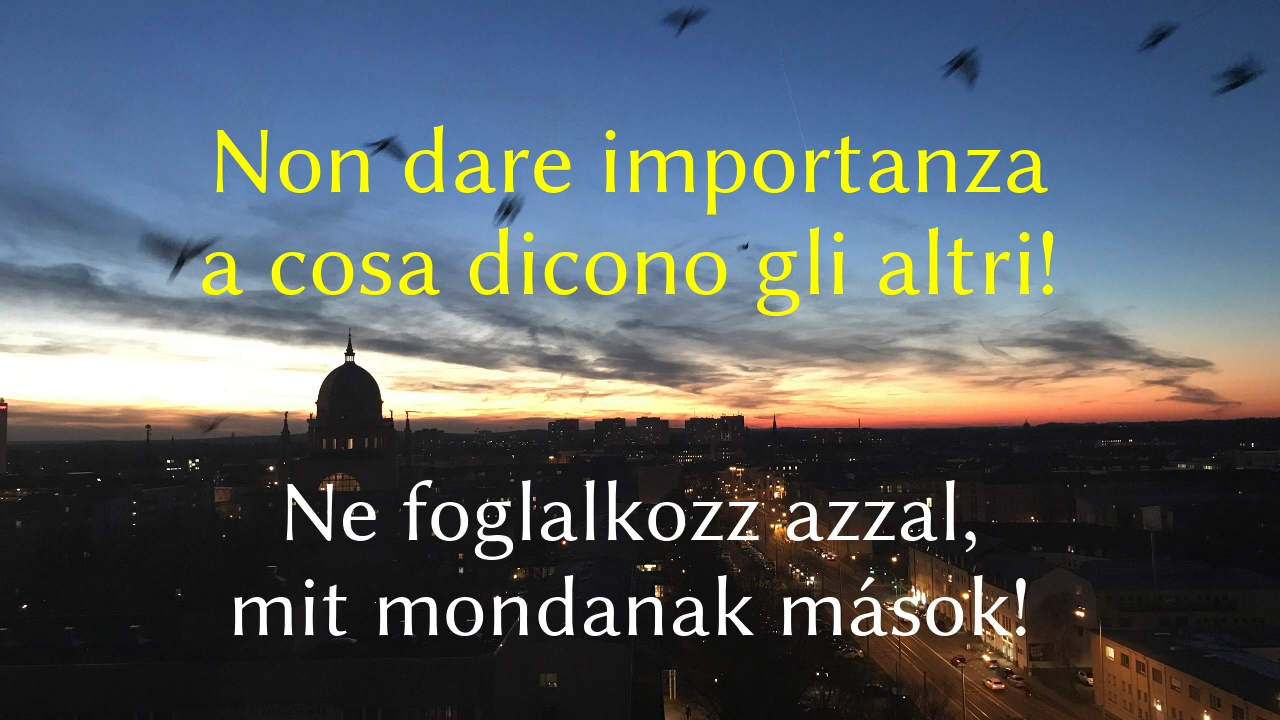 Non dare importanza
a cosa dicono gli altri!
Ne foglalkozz azzal,
mit mondanak mások!